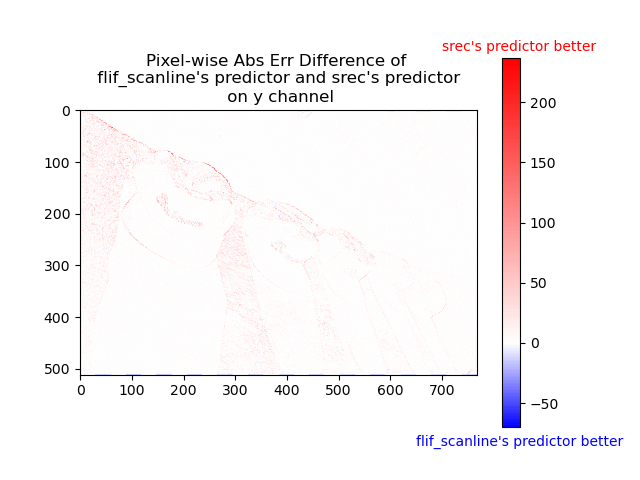 srec's predictor better
Pixel-wise Abs Err Difference of
flif_scanline's predictor and srec's predictor
on y channel
0
100
200
300
400
500
0 100 200 300 400 500 600 700
200
150
100
50
0
−50
flif_scanline's predictor better